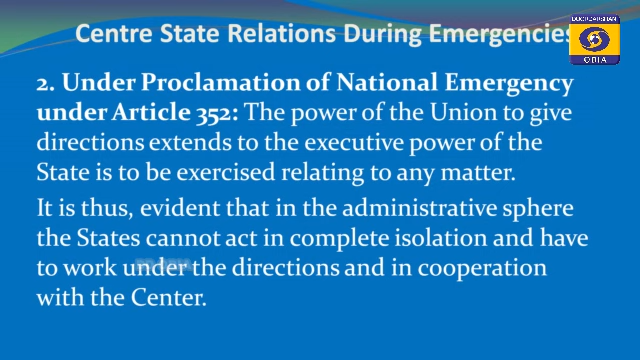 Centre State Relations During Emergencies
DOORDARSHAN
ODIA
2. Under Proclamation of National Emergency
under Article 352: The power of the Union to give
directions extends to the executive power of the
State is to be exercised relating to any matter.
It is thus, evident that in the administrative sphere
the States cannot act in complete isolation and have
to work under the directions and in cooperation
with the Center.